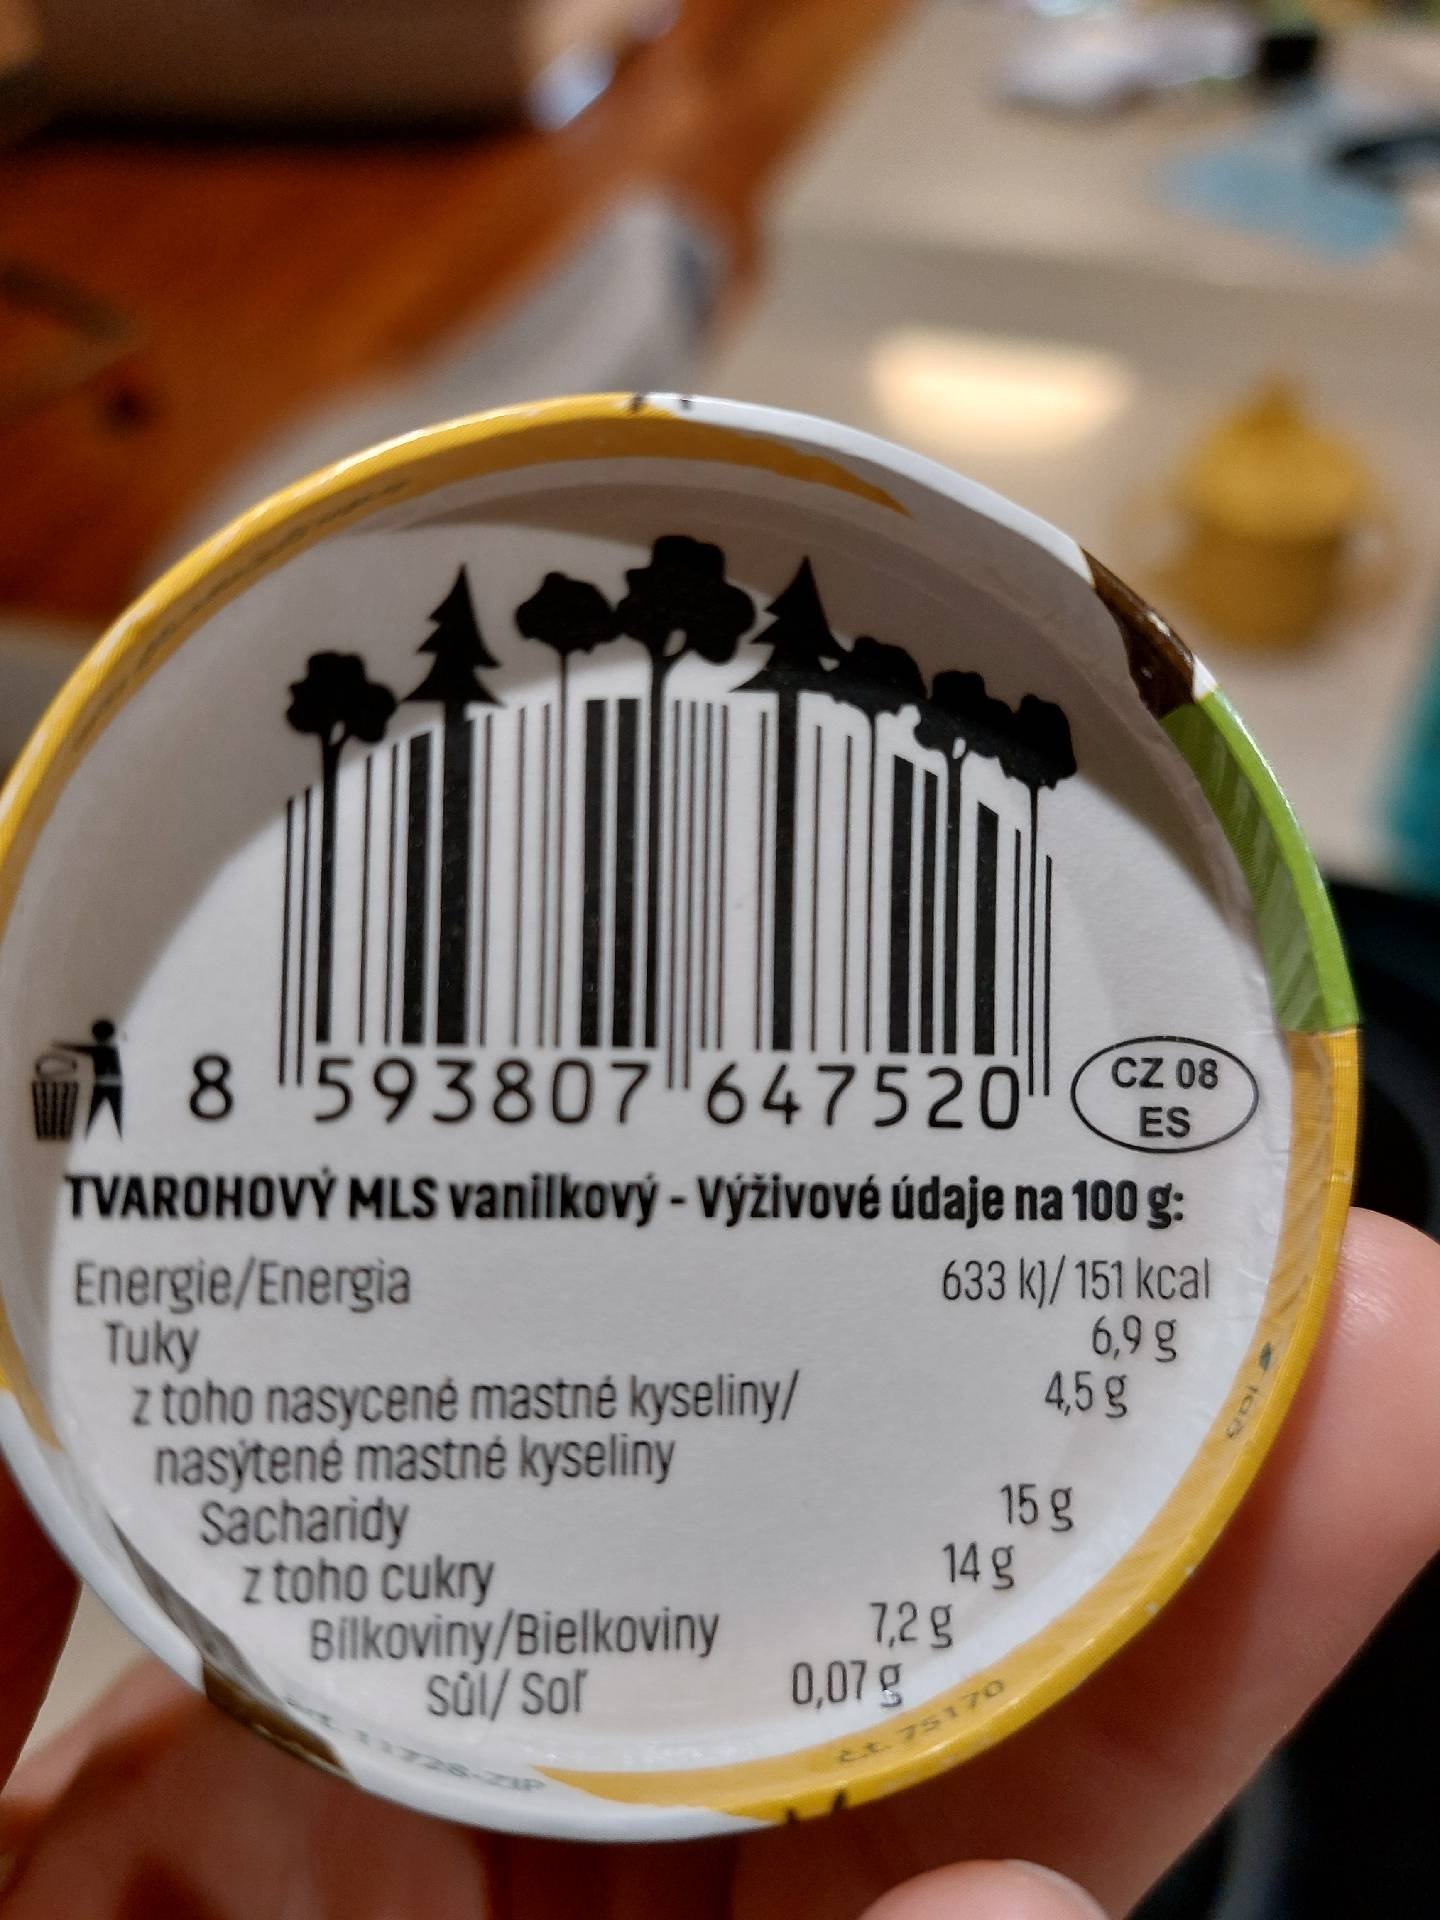 8 593807 647520
CZ 08
ES
TVAROHOVÝ MLS vanilkový - Výživové údaje na 100 g:
Energie/Energia 633 kJ/ 151 kcal
Tuky 6,9 g
z toho nasycené mastné kyseliny/ 4,5 g
nasýtené mastné kyseliny
Sacharidy 15 g
z toho cukry 14 g
Bílkoviny/Bielkoviny 7,2 g
Sůl/ Soľ 0,07 g
č.t. 75170